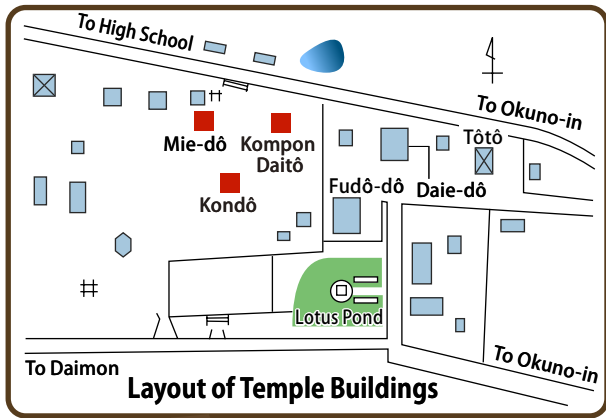 To High School
To Okuno-in
Mie-dô
Kompon
Daitô
Tôtô
Kondô
Fudô-dô
Daie-dô
Lotus Pond
To Okuno-in
To Daimon
Layout of Temple Buildings